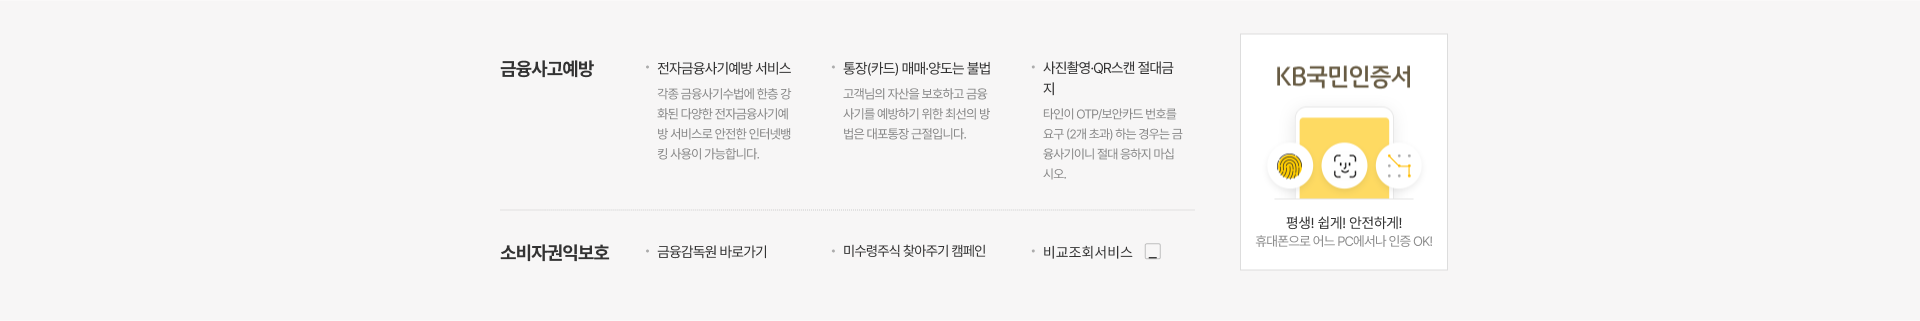 금융사고예방
전자금융사기예방 서비스
각종 금융사기수법에 한층 강
화된 다양한 전자금융사기예
방 서비스로 안전한 인터넷뱅
킹 사용이 가능합니다.
통장(카드) 매매·양도는 불법
고객님의 자산을 보호하고 금융
사기를 예방하기 위한 최선의 방
법은 대포통장 근절입니다.
사진촬영·QR스캔 절대금
지
타인이 OTP/보안카드 번호를
요구 (2개 초과) 하는 경우는 금
융사기이니 절대 응하지 마십
시오.
소비자권익보호
금융감독원 바로가기
미수령주식 찾아주기 캠페인
비교조회서비스
KB국민인증서
평생! 쉽게! 안전하게!
휴대폰으로 어느 PC에서나 인증 OK!